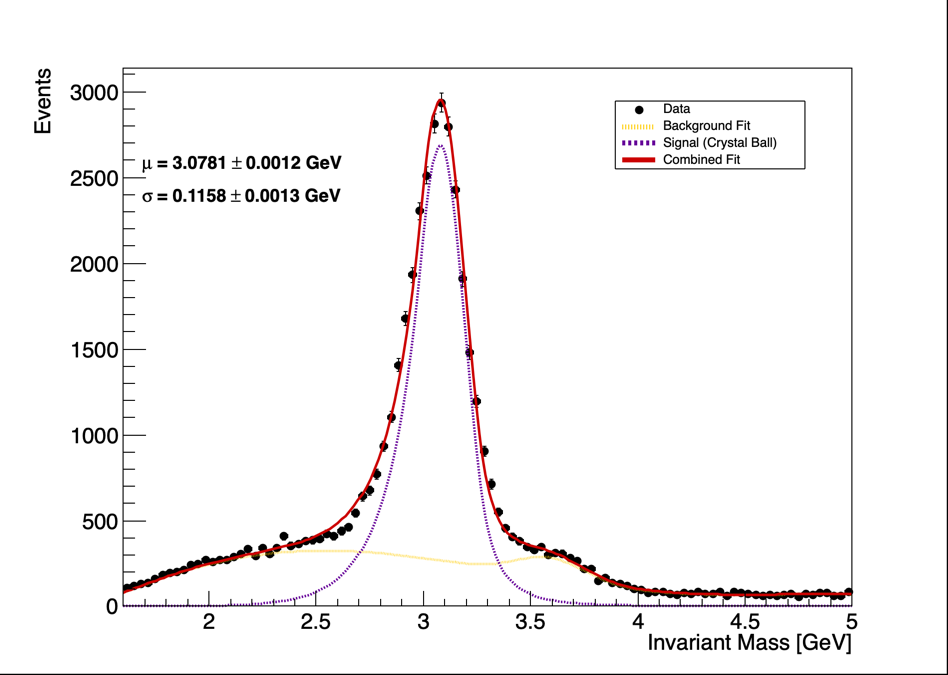 Events
3000
2500
2000
1500
1000
500
0
μ = 3.0781 ± 0.0012 GeV
σ = 0.1158 ± 0.0013 GeV
Data
Background Fit
Signal (Crystal Ball)
Combined Fit
2 2.5 3 3.5 4 4.5 5
Invariant Mass [GeV]